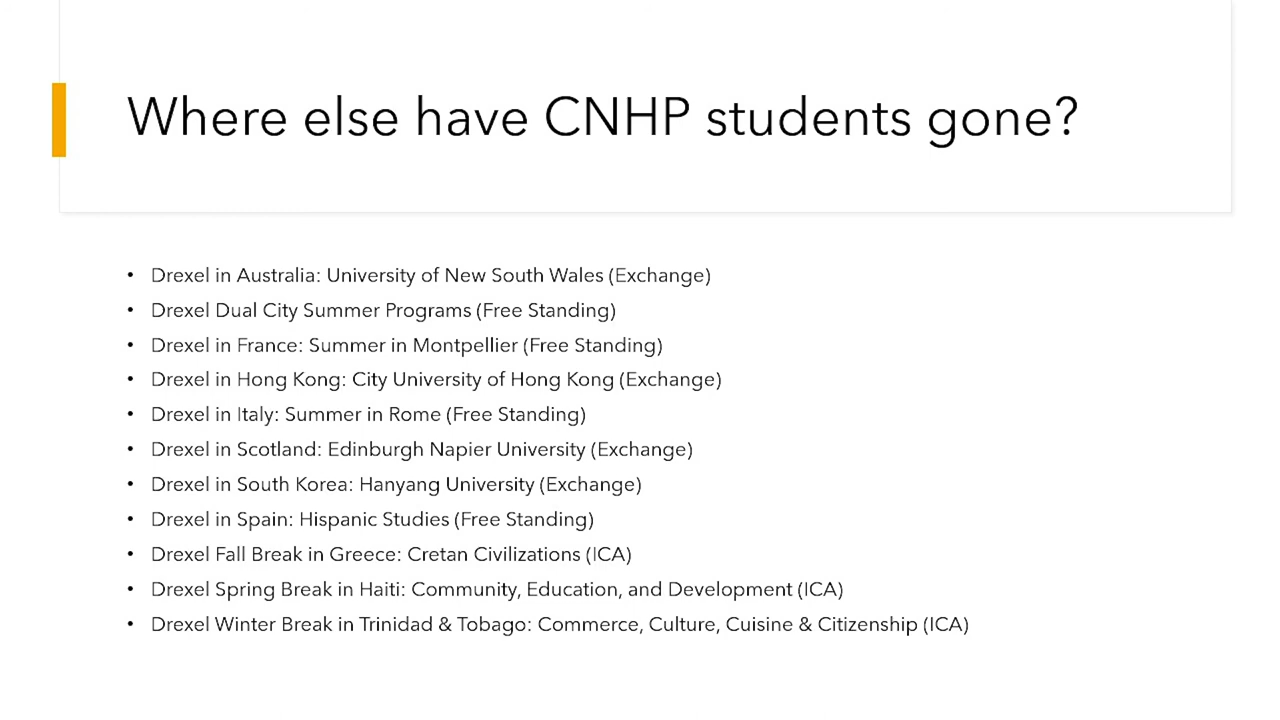 Where else have CNHP students gone?
• Drexel in Australia: University of New South Wales (Exchange)
• Drexel Dual City Summer Programs (Free Standing)
• Drexel in France: Summer in Montpellier (Free Standing)
• Drexel in Hong Kong: City University of Hong Kong (Exchange)
• Drexel in Italy: Summer in Rome (Free Standing)
• Drexel in Scotland: Edinburgh Napier University (Exchange)
• Drexel in South Korea: Hanyang University (Exchange)
• Drexel in Spain: Hispanic Studies (Free Standing)
• Drexel Fall Break in Greece: Cretan Civilizations (ICA)
• Drexel Spring Break in Haiti: Community, Education, and Development (ICA)
• Drexel Winter Break in Trinidad & Tobago: Commerce, Culture, Cuisine & Citizenship (ICA)